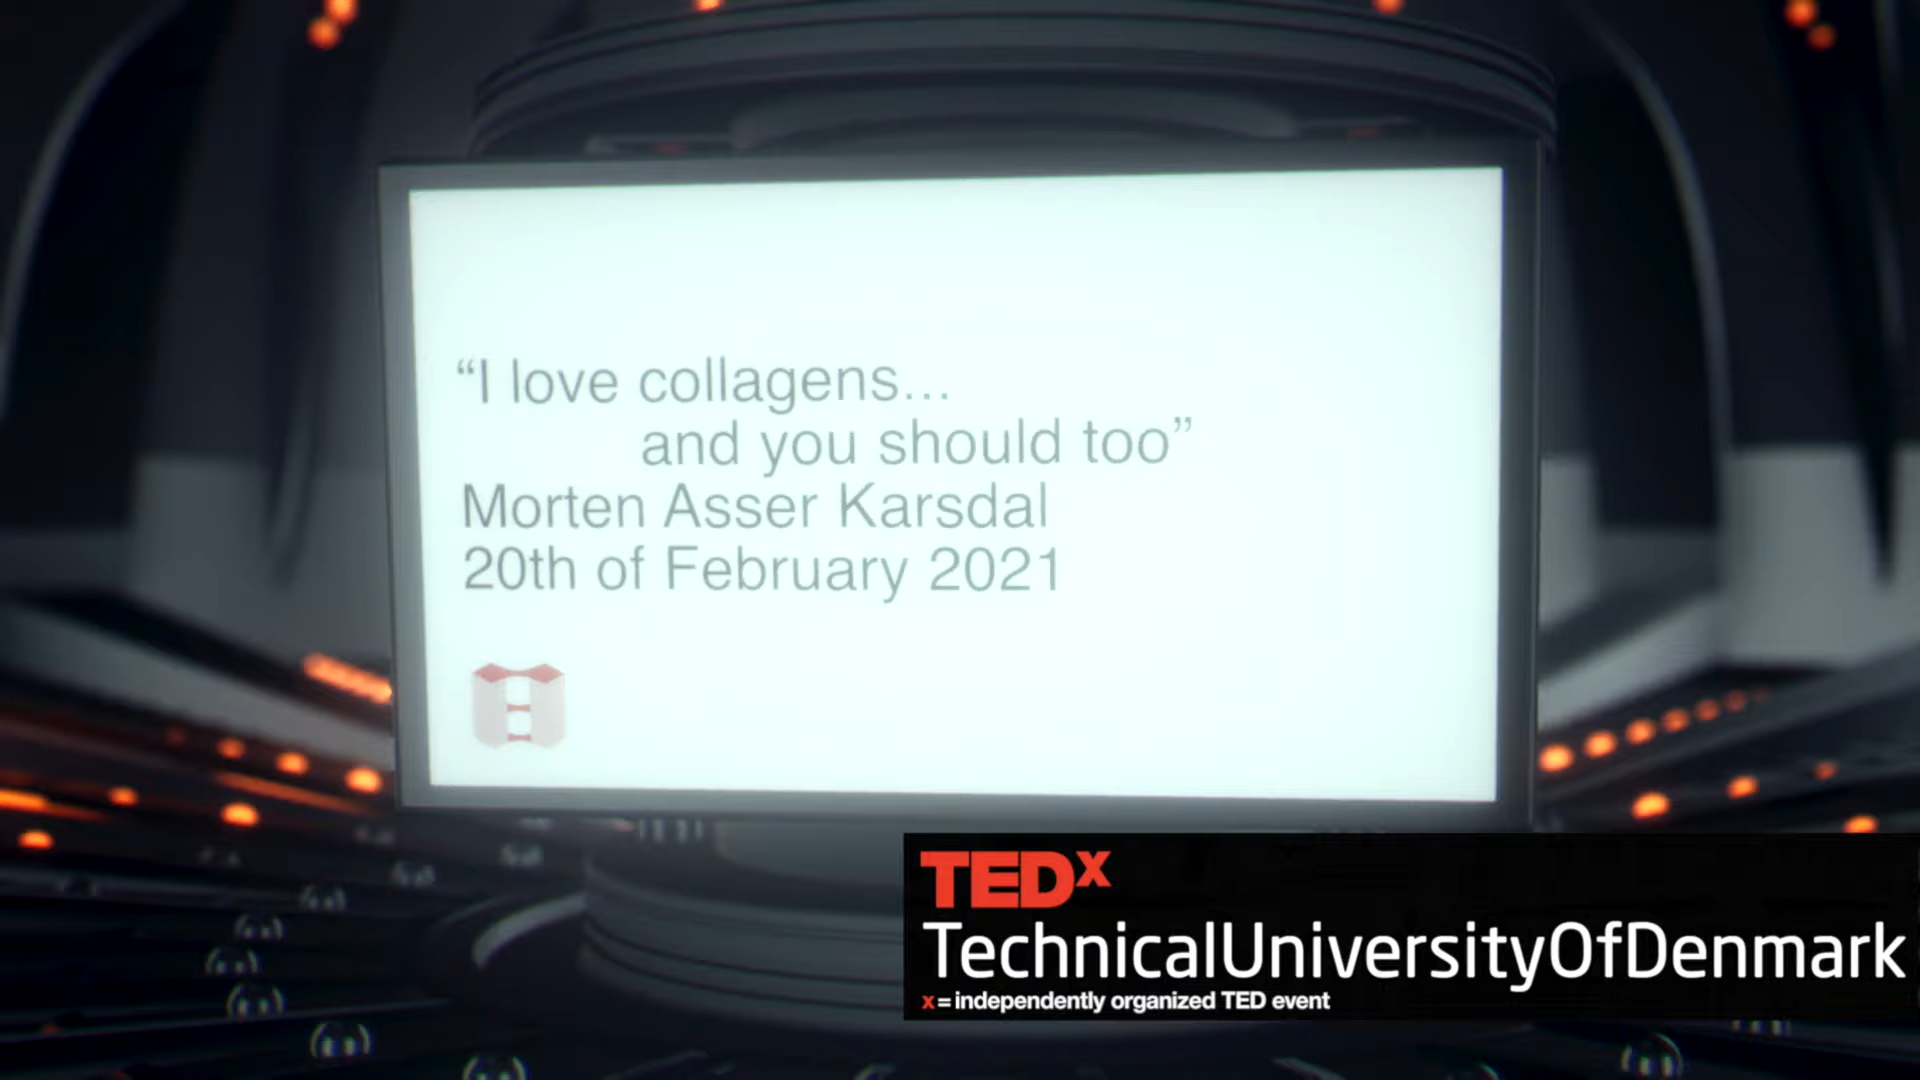 “I love collagens...
and you should too”
Morten Asser Karsdal
20th of February 2021
TEDx
TechnicalUniversityOfDenmark
x = independently organized TED event